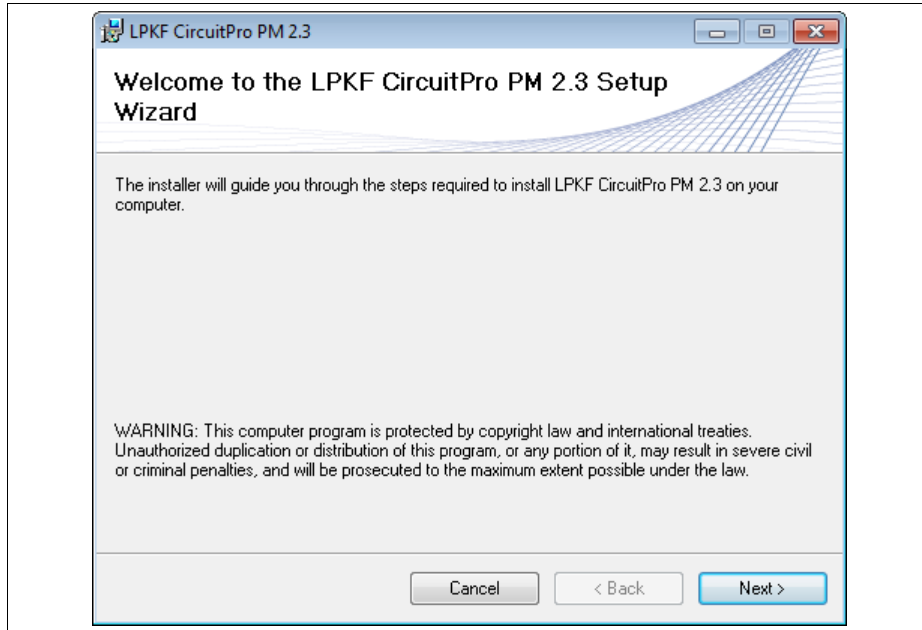 LPKF CircuitPro PM 2.3
Welcome to the LPKF CircuitPro PM 2.3 Setup
Wizard
The installer will guide you through the steps required to install LPKF CircuitPro PM 2.3 on your
computer.
WARNING: This computer program is protected by copyright law and international treaties.
Unauthorized duplication or distribution of this program, or any portion of it, may result in severe civil
or criminal penalties, and will be prosecuted to the maximum extent possible under the law.
Cancel
< Back
Next >